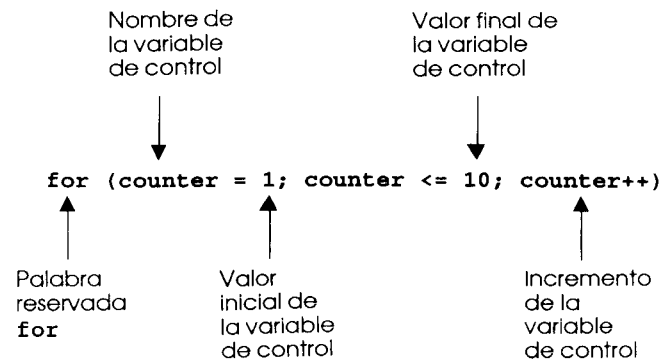 Nombre de
la variable
de control
Valor final de
la variable
de control
for (counter = 1; counter <= 10; counter++)
Palabra
reservada
for
Valor
inicial de
la variable
de control
Incremento
de la
variable
de control